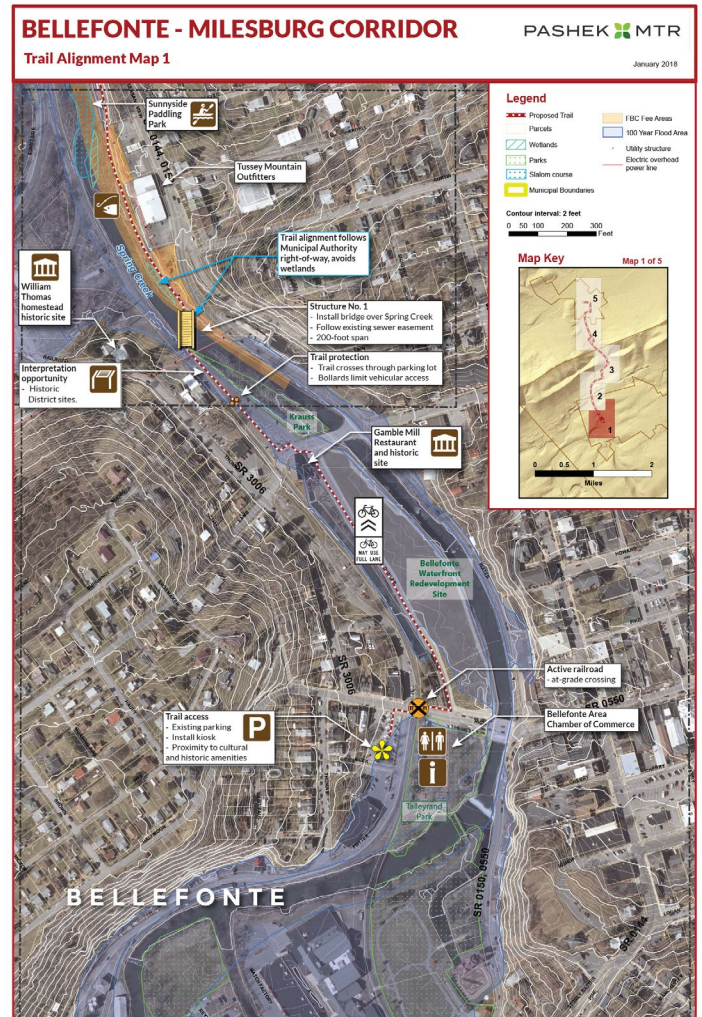 BELLEFONTE - MILESBURG CORRIDOR
Trail Alignment Map 1
PASHEK MTR
January 2018
Legend
Proposed Trail
Parcels
Wetlands
Parks
Slalom course
Municipal Boundaries
FBC Fee Areas
100 Year Flood Area
Utility structure
Electric overhead
power line
Contour interval: 2 feet
0 50 100 200 300
Feet
Map Key
Map 1 of 5
5
4
3
2
1
0 0.5 1 2
Miles
Sunnyside
Paddling
Park
Tussey Mountain
Outfitters
Trail alignment follows
Municipal Authority
right-of-way, avoids
wetlands
Spring Creek
William
Thomas
homestead
historic site
Structure No. 1
- Install bridge over Spring Creek
- Follow existing sewer easement
- 200-foot span
Trail protection
- Trail crosses through parking lot
- Bollards limit vehicular access
Interpretation
opportunity
- Historic
District sites.
Krauss
Park
Gamble Mill
Restaurant
and historic
site
SR 3006
MAY USE
FULL LANE
Bellefonte
Waterfront
Redevelopment
Site
HOWARD
SR 3006
Active railroad
- at-grade crossing
SR 0550
Trail access
- Existing parking
- Install kiosk
- Proximity to cultural
and historic amenities
P
Bellefonte Area
Chamber of Commerce
i
Talleyrand
Park
POTTER
BELLEFONTE
SR 0150, 0550
LOGAN
SR 0144
MATCH FACTORY